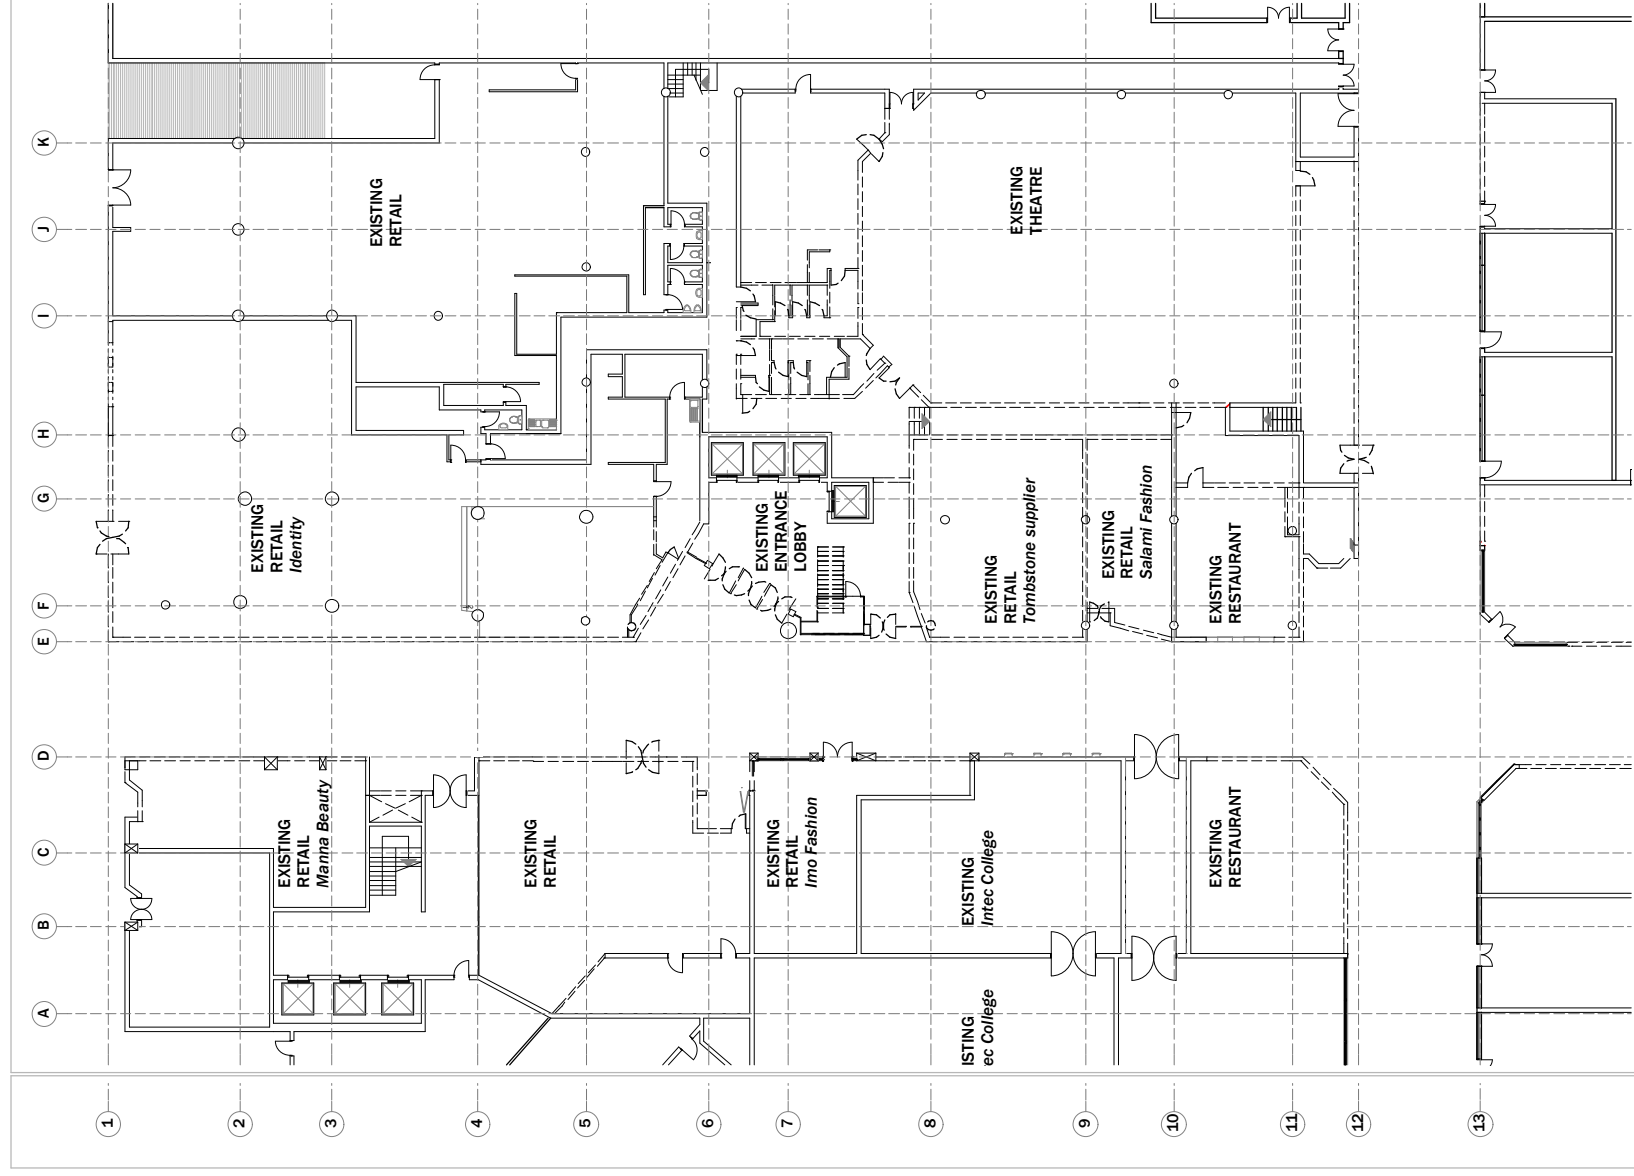 K
J
I
H
G
F
E
D
C
B
A
EXISTING
RETAIL
EXISTING
THEATRE
EXISTING
RETAIL
Identity
EXISTING
ENTRANCE
LOBBY
EXISTING
RETAIL
Tombstone supplier
EXISTING
RETAIL
Salami Fashion
EXISTING
RESTAURANT
EXISTING
RETAIL
Manna Beauty
EXISTING
RETAIL
EXISTING
RETAIL
Imo Fashion
EXISTING
Intec College
EXISTING
RESTAURANT
ISTING
ec College
1
2
3
4
5
6
7
8
9
10
11
12
13